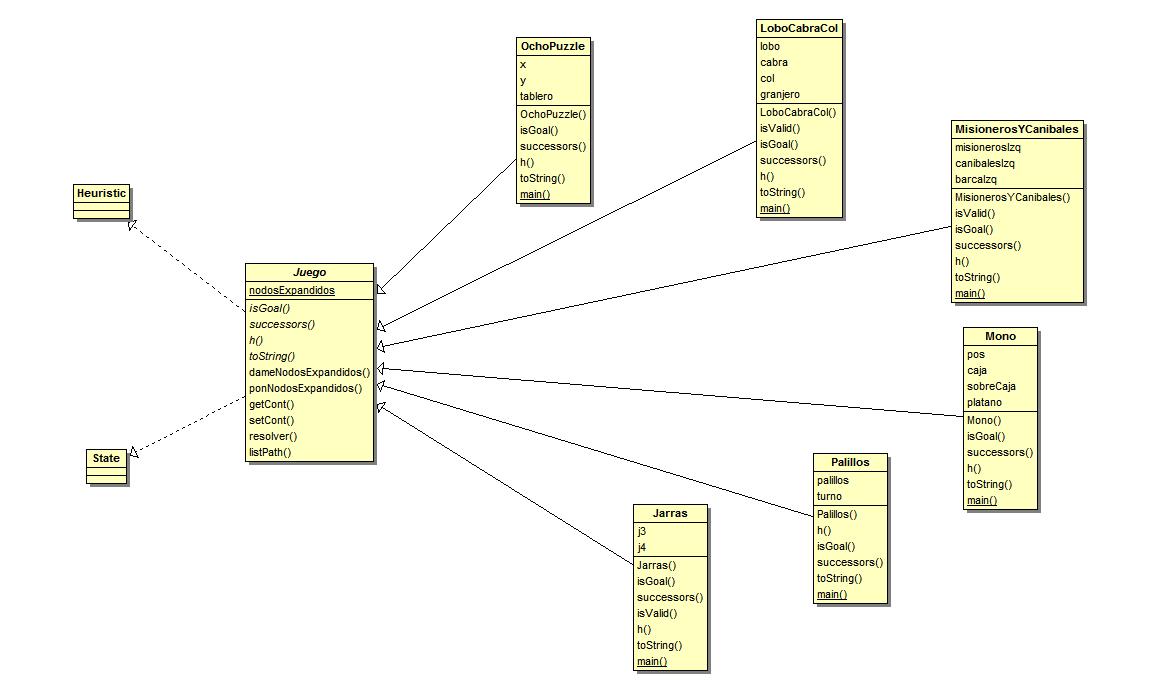 Heuristic
State
Juego
nodosExpandidos
isGoal()
successors()
h()
toString()
dameNodosExpandidos()
ponNodosExpandidos()
getCont()
setCont()
resolver()
listPath()
OchoPuzzle
x
y
tablero
OchoPuzzle()
isGoal()
successors()
h()
toString()
main()
LoboCabraCol
lobo
cabra
col
granjero
LoboCabraCol()
isValid()
isGoal()
successors()
h()
toString()
main()
MisionerosYCanibales
misionerosIzq
canibalesIzq
barcaIzq
MisionerosYCanibales()
isValid()
isGoal()
successors()
h()
toString()
main()
Mono
pos
caja
sobreCaja
platano
Mono()
isGoal()
successors()
h()
toString()
main()
Palillos
palillos
turno
Palillos()
h()
isGoal()
successors()
toString()
main()
Jarras
j3
j4
Jarras()
isGoal()
successors()
isValid()
h()
toString()
main()